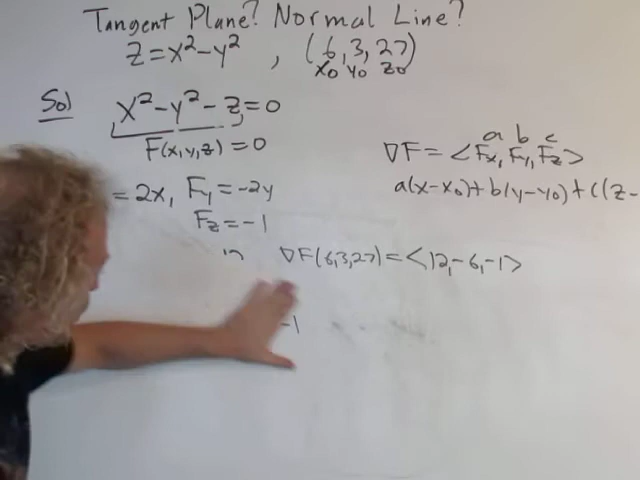 Tangent Plane? Normal Line?
z=x²-y² , (6, 3, 27)
x₀ y₀ z₀
Sol x²-y²-z=0
F(x,y,z)=0
a b c
∇F=<Fx, Fy, Fz>
=2x, Fy=-2y
a(x-x₀)+b(y-y₀)+c(z-
Fz=-1
∇F(6,3,27)=<12,-6,-1>
-1